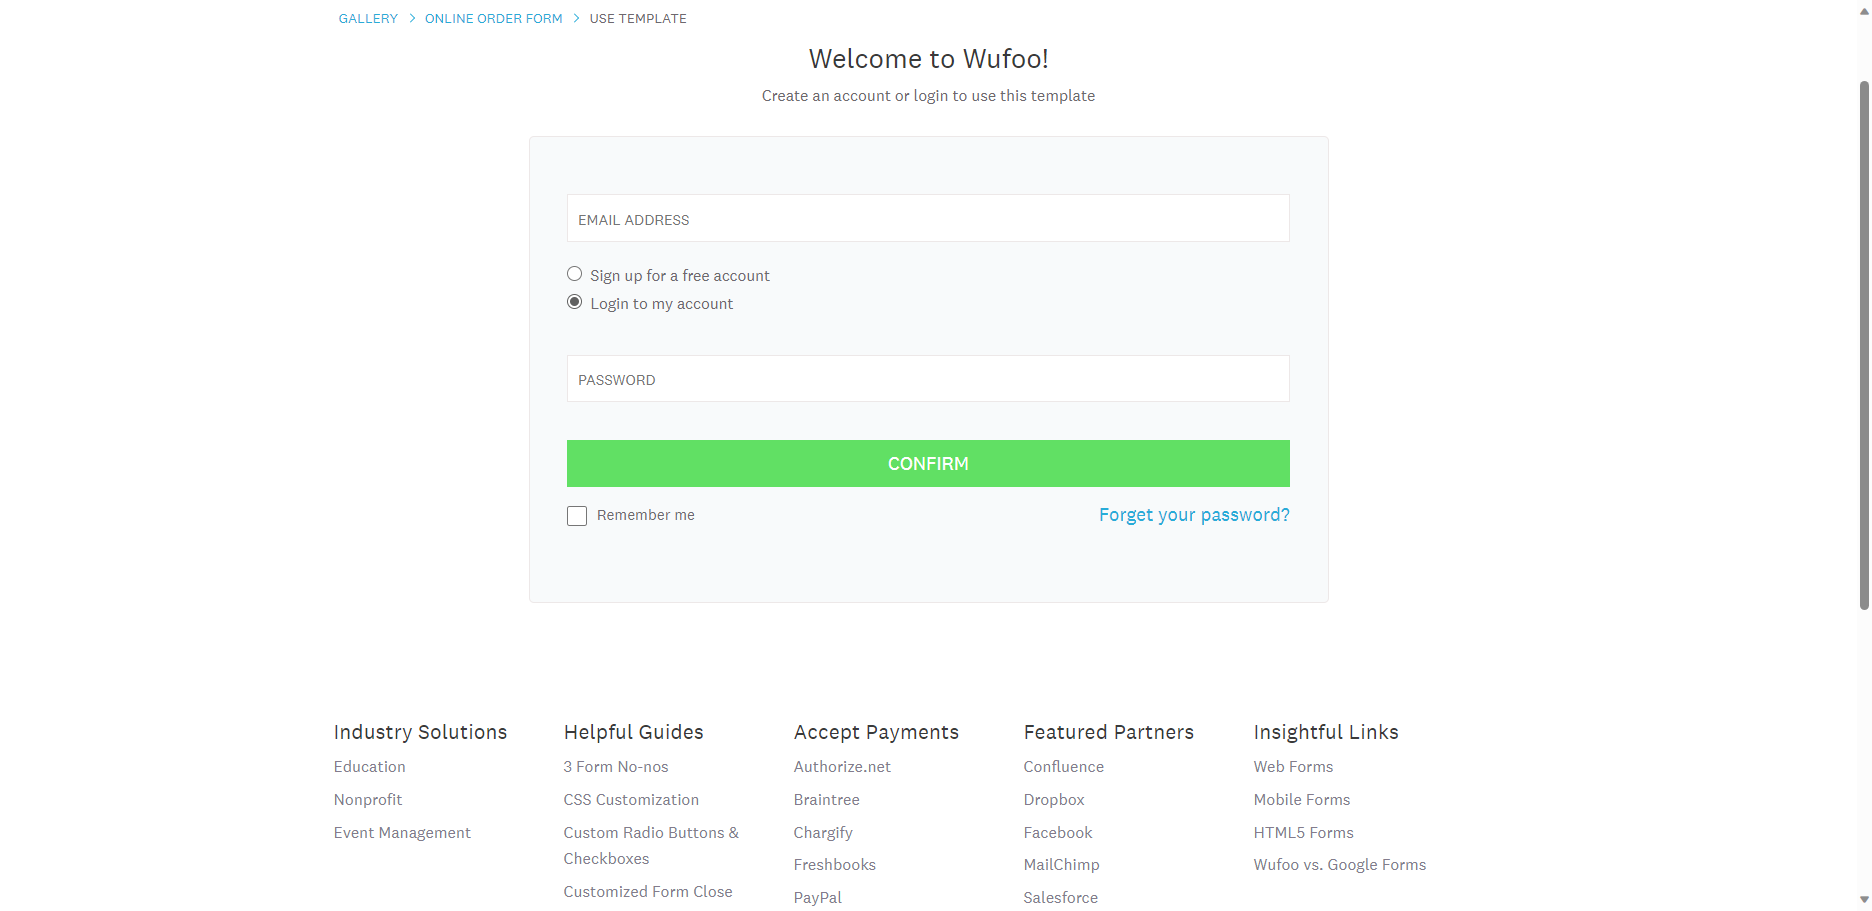 GALLERY > ONLINE ORDER FORM > USE TEMPLATE
Welcome to Wufoo!
Create an account or login to use this template
EMAIL ADDRESS
Sign up for a free account
Login to my account
PASSWORD
CONFIRM
Remember me
Forget your password?
Industry Solutions
Education
Nonprofit
Event Management
Helpful Guides
3 Form No-nos
CSS Customization
Custom Radio Buttons &
Checkboxes
Customized Form Close
Accept Payments
Authorize.net
Braintree
Chargify
Freshbooks
PayPal
Featured Partners
Confluence
Dropbox
Facebook
MailChimp
Salesforce
Insightful Links
Web Forms
Mobile Forms
HTML5 Forms
Wufoo vs. Google Forms